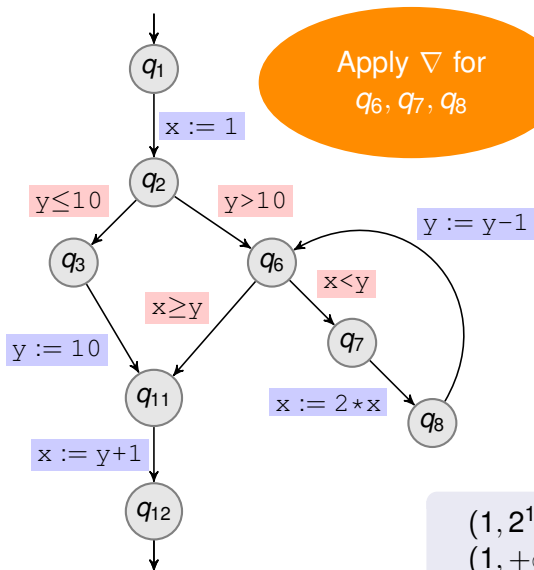 q1
Apply ∇ for
q6, q7, q8
x := 1
q2
y≤10
y>10
y := y-1
q3
q6
x<y
x≥y
q7
y := 10
x := 2*x
q11
q8
x := y+1
q12
(1, 2
(1, +